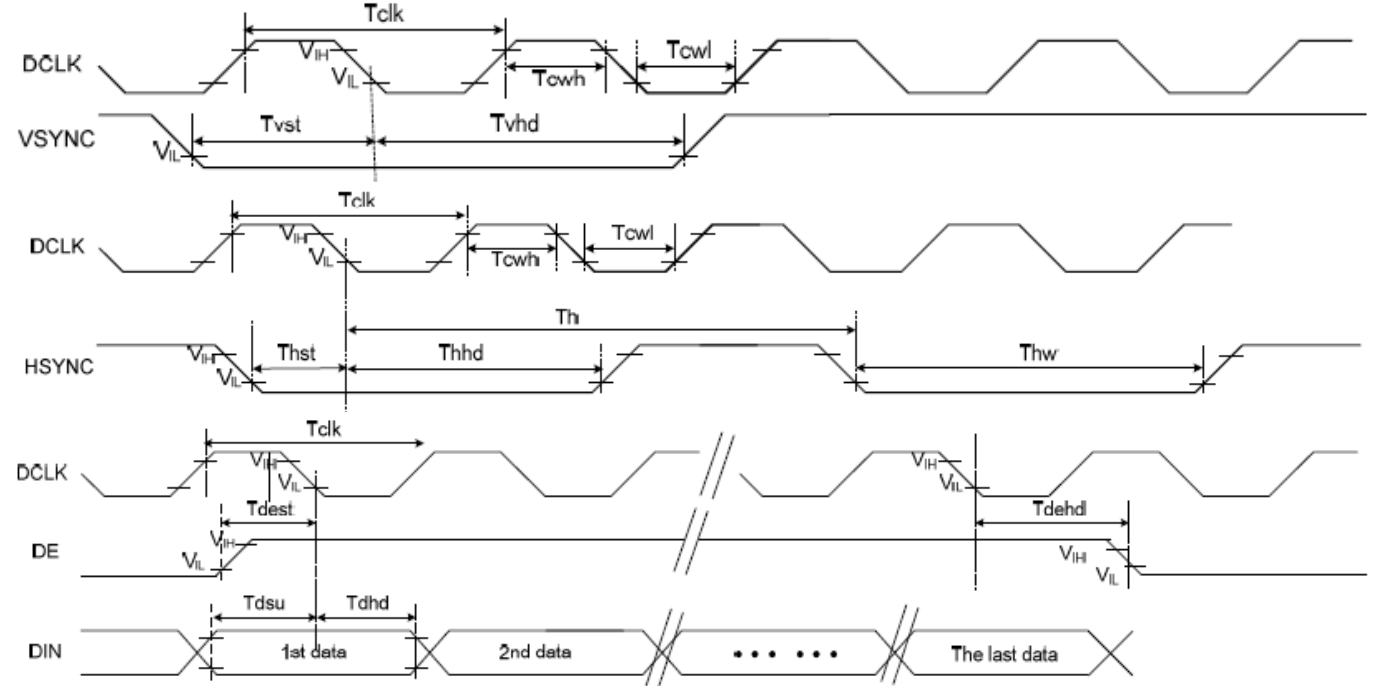 Tclk
DCLK VIH VIL Tcwh Tcwl
VSYNC VIL Tvst Tvhd
Tclk
DCLK VIH VIL Tcwh Tcwl
Th
HSYNC VIH VIL Thst Thhd Thw
Tclk
DCLK VIH VIL VIH VIL
Tdest Tdehd
DE VIL VIH VIH VIL
Tdsu Tdhd
DIN 1st data 2nd data ••• ••• The last data